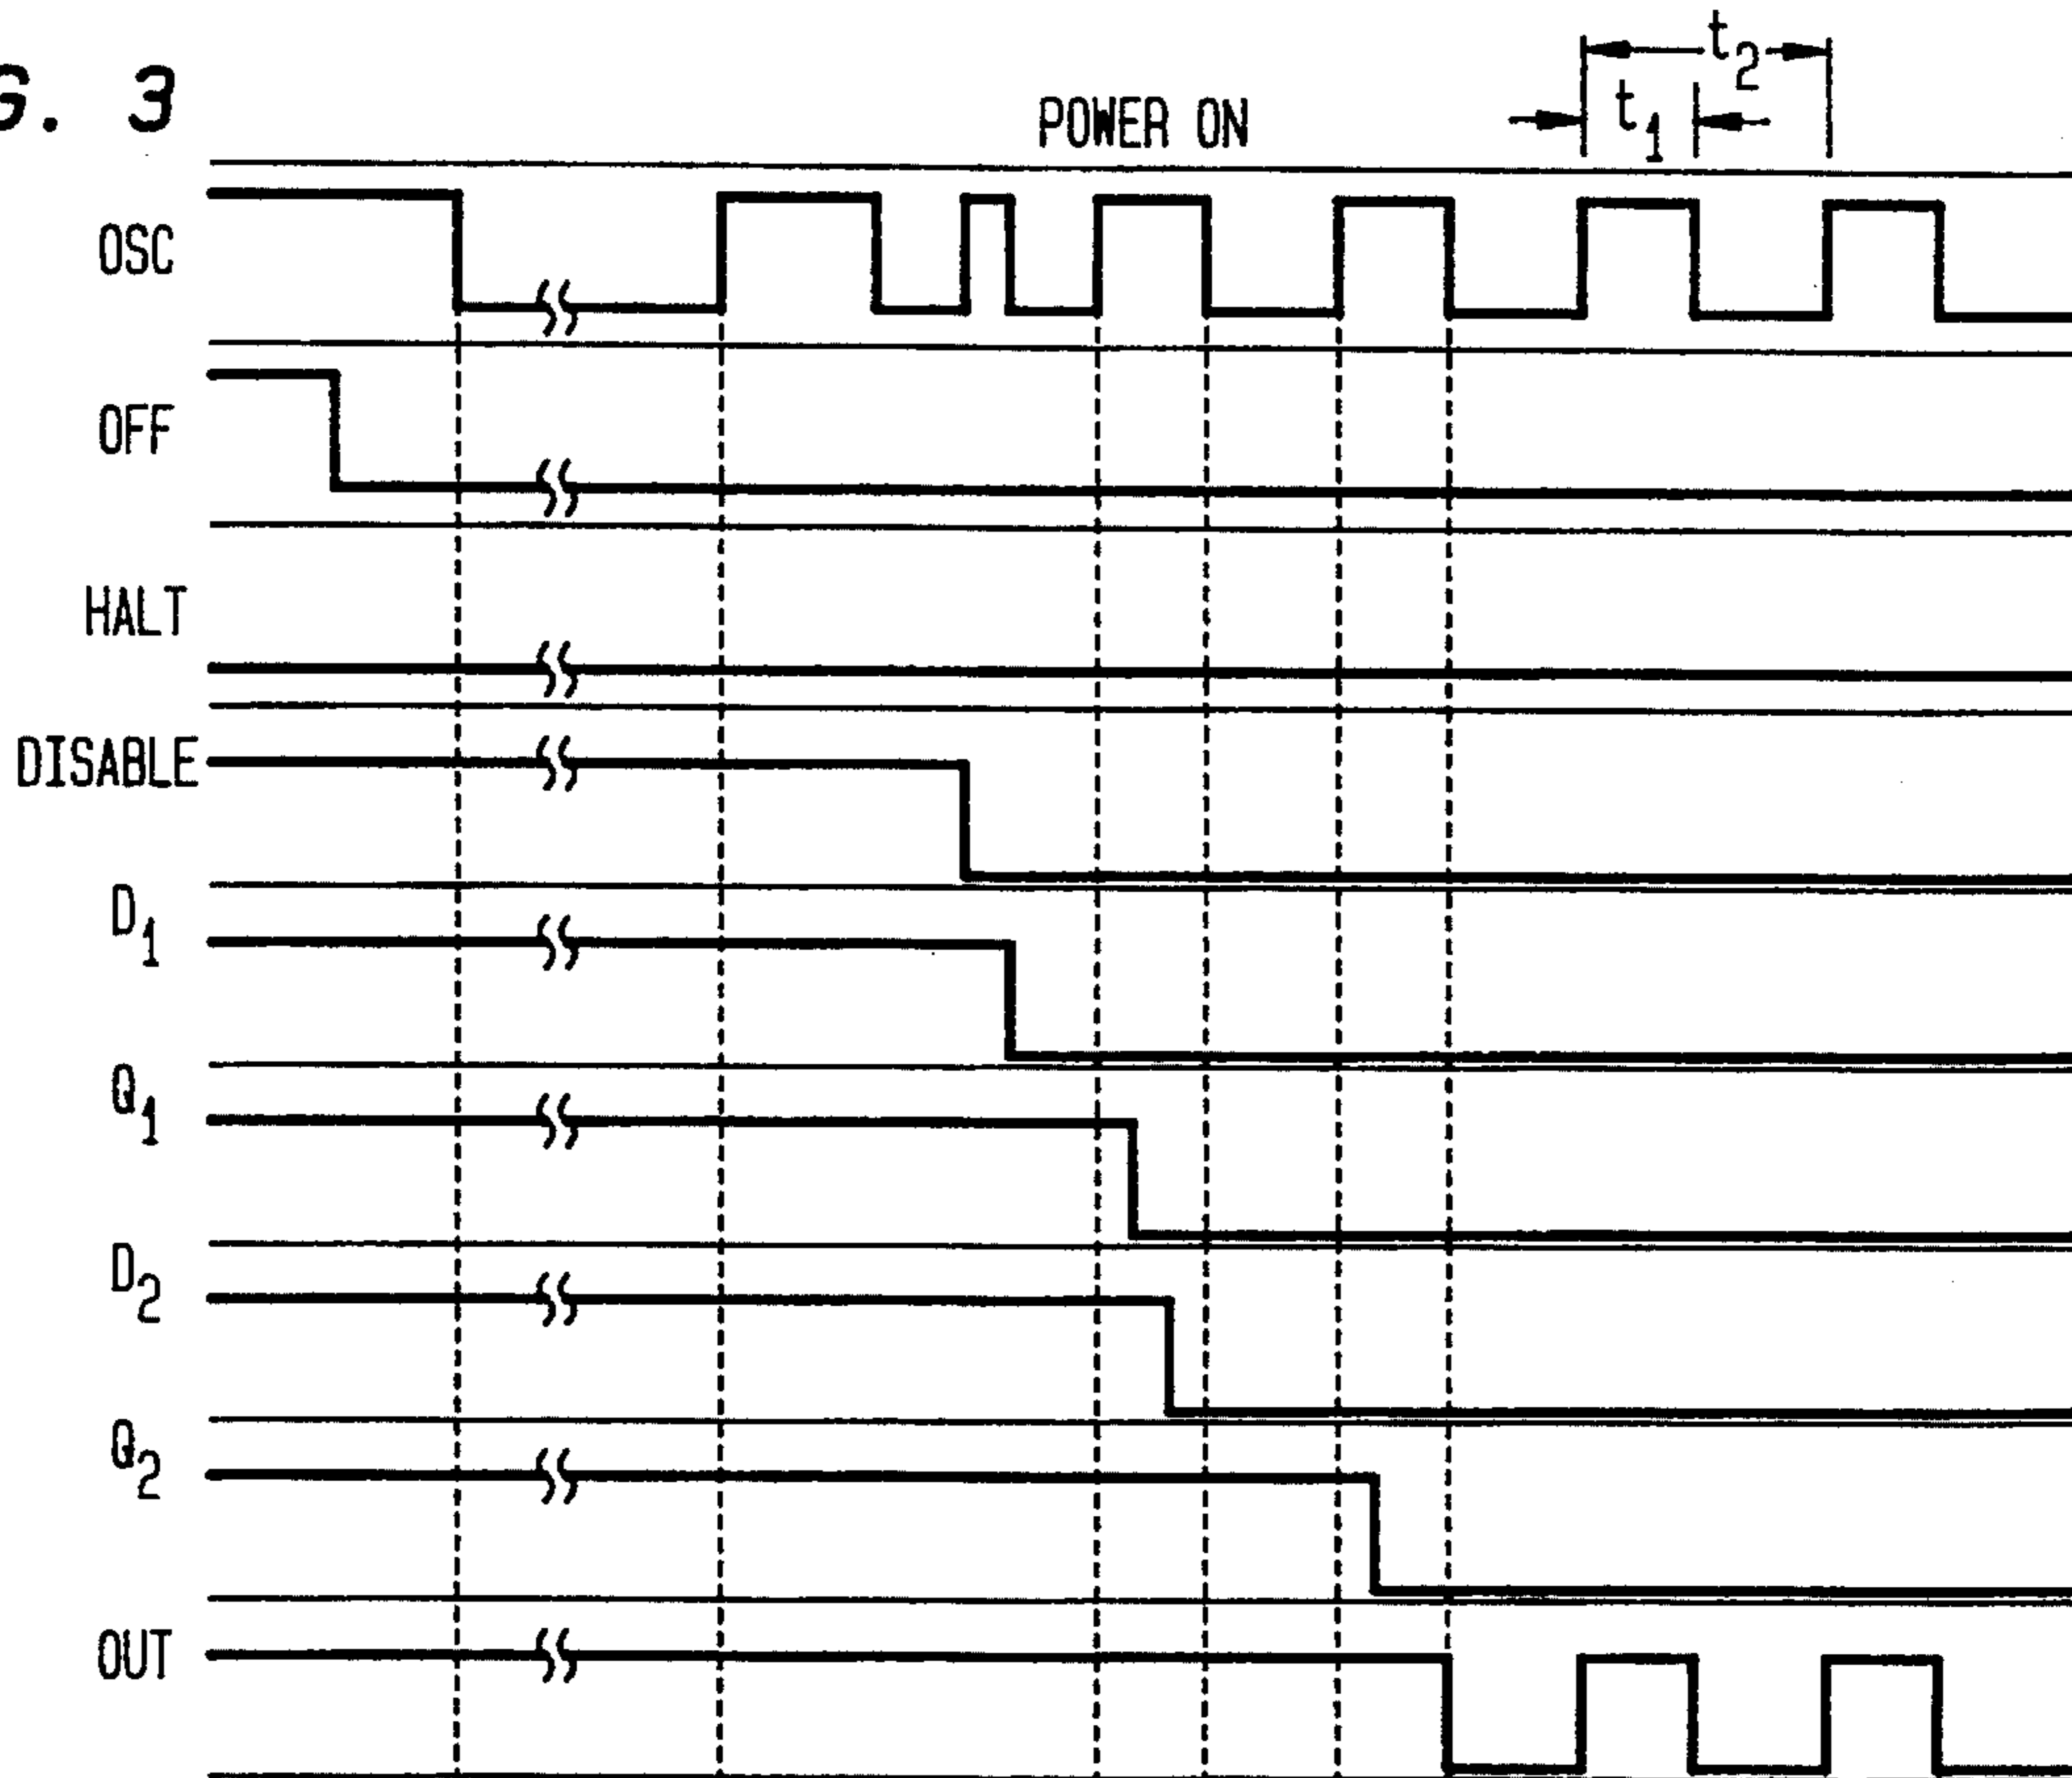 G. 3
POWER ON
t2
t1
OSC
OFF
HALT
DISABLE
D1
Q1
D2
Q2
OUT